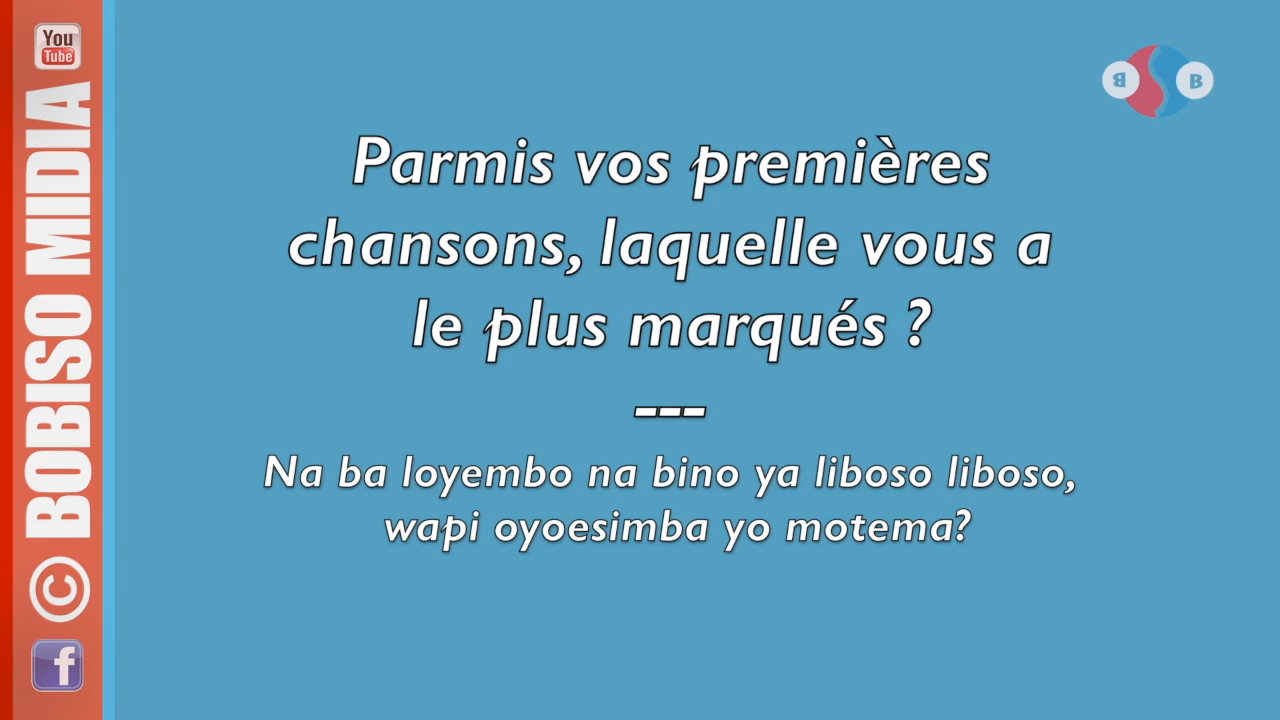 You
Tube
© BOBISO MIDIA
f
B B
Parmis vos premières
chansons, laquelle vous a
le plus marqués ?
---
Na ba loyembo na bino ya liboso liboso,
wapi oyoesimba yo motema?